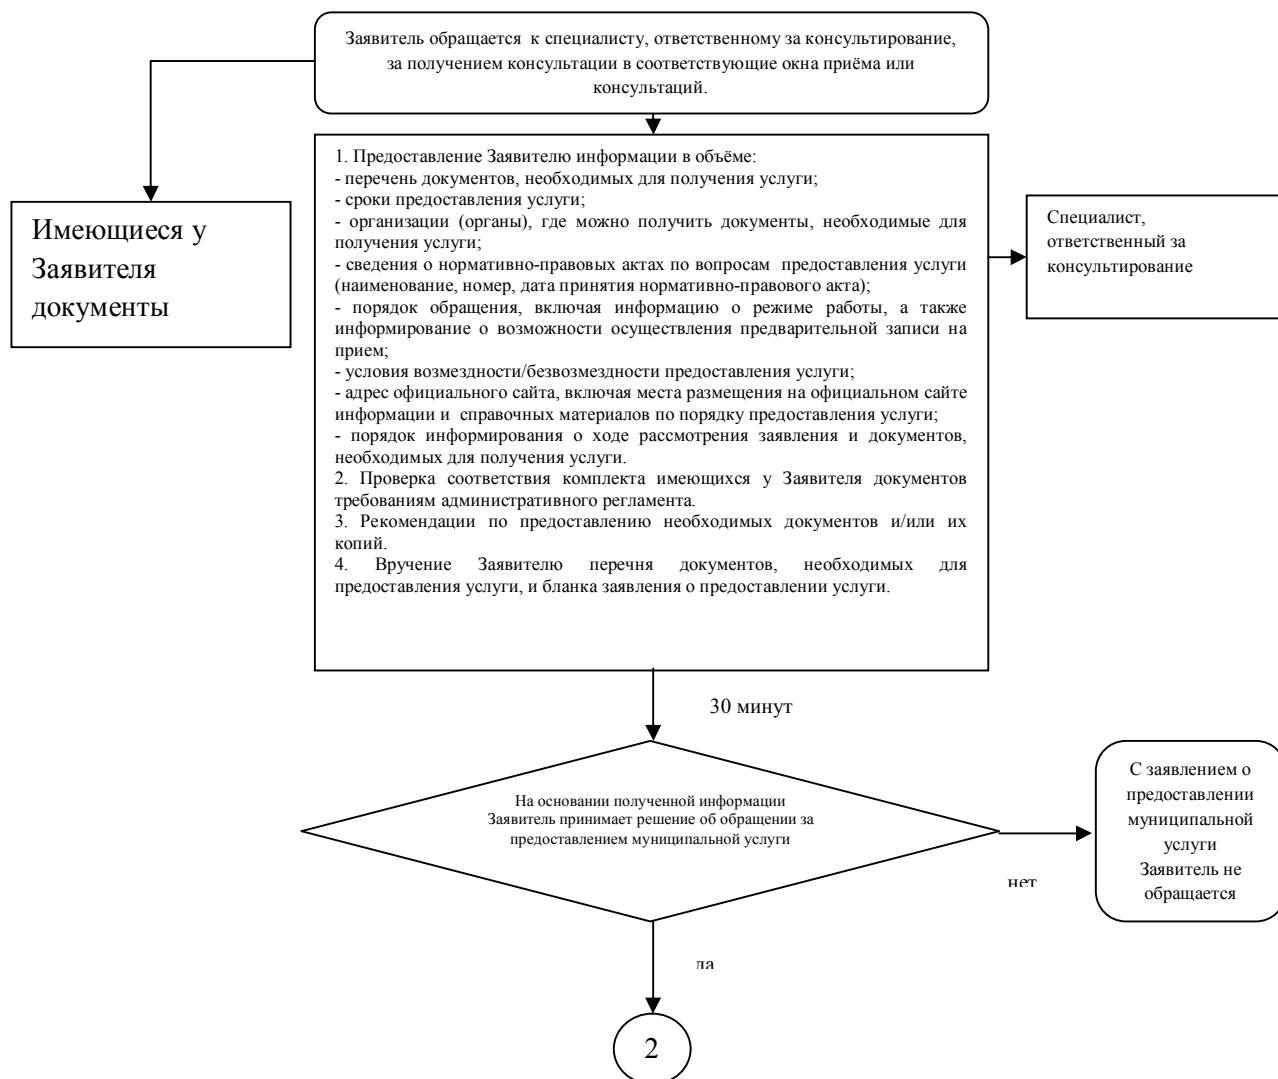 Заявитель обращается к специалисту, ответственному за консультирование,
за получением консультации в соответствующие окна приёма или
консультаций.
Имеющиеся у
Заявителя
документы
1. Предоставление Заявителю информации в объёме:
- перечень документов, необходимых для получения услуги;
- сроки предоставления услуги;
- организации (органы), где можно получить документы, необходимые для
получения услуги;
- сведения о нормативно-правовых актах по вопросам предоставления услуги
(наименование, номер, дата принятия нормативно-правового акта);
- порядок обращения, включая информацию о режиме работы, а также
информирование о возможности осуществления предварительной записи на
прием;
- условия возмездности/безвозмездности предоставления услуги;
- адрес официального сайта, включая места размещения на официальном сайте
информации и справочных материалов по порядку предоставления услуги;
- порядок информирования о ходе рассмотрения заявления и документов,
необходимых для получения услуги.
2. Проверка соответствия комплекта имеющихся у Заявителя документов
требованиям административного регламента.
3. Рекомендации по предоставлению необходимых документов и/или их
копий.
4. Вручение Заявителю перечня документов, необходимых для
предоставления услуги, и бланка заявления о предоставлении услуги.
Специалист,
ответственный за
консультирование
30 минут
На основании полученной информации
Заявитель принимает решение об обращении за
предоставлением муниципальной услуги
С заявлением о
предоставлении
муниципальной
услуги
Заявитель не
обращается
нет
да
2